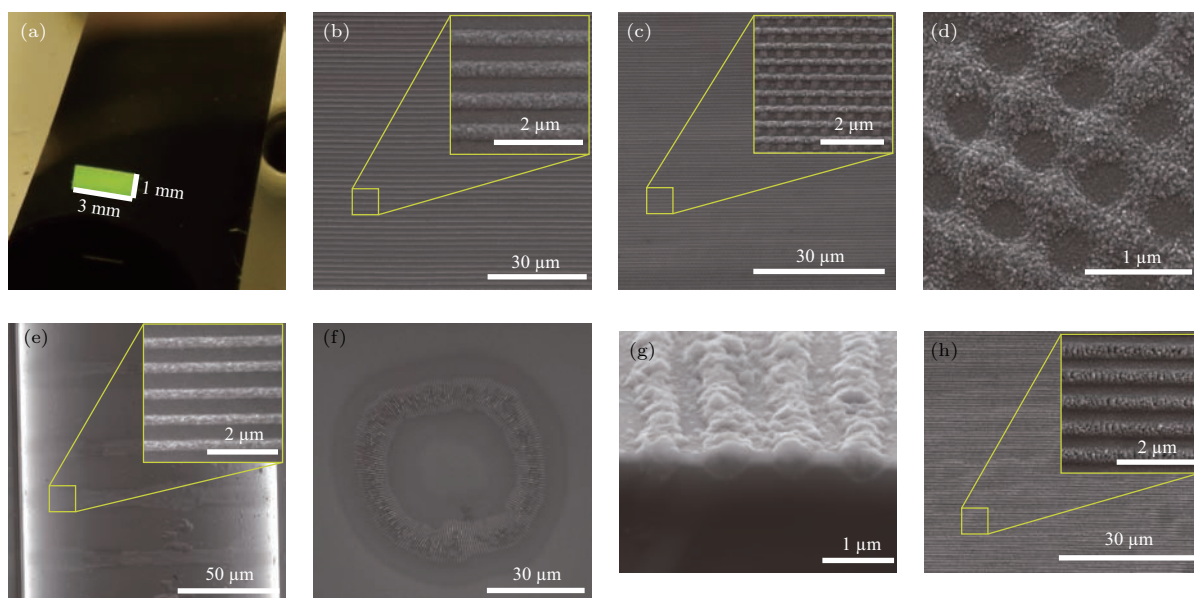 (a)
1 mm
3 mm
(b)
2 µm
30 µm
(c)
2 µm
30 µm
(d)
1 µm
(e)
2 µm
50 µm
(f)
30 µm
(g)
1 µm
(h)
2 µm
30 µm